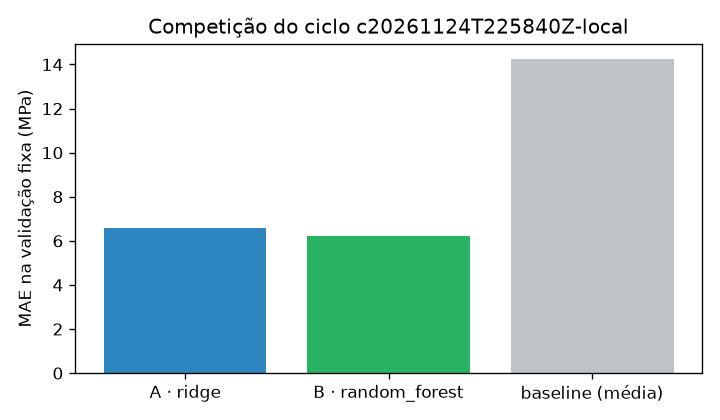 Competição do ciclo c20261124T225840Z-local
MAE na validação fixa (MPa)
14
12
10
8
6
4
2
0
A · ridge
B · random_forest
baseline (média)